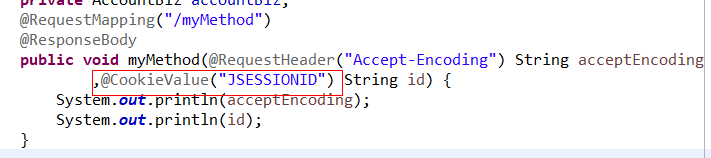 private AccountBiz accountBiz;
@RequestMapping("/myMethod")
@ResponseBody
public void myMethod(@RequestHeader("Accept-Encoding") String acceptEncoding
,@CookieValue("JSESSIONID") String id) {
System.out.println(acceptEncoding);
System.out.println(id);
}